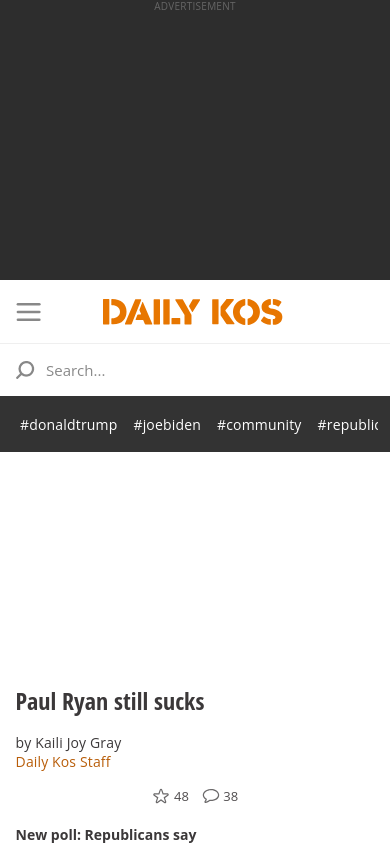 ADVERTISEMENT
DAILY KOS
Search...
#donaldtrump #joebiden #community #republic
Paul Ryan still sucks
by Kaili Joy Gray
Daily Kos Staff
48 38
New poll: Republicans say